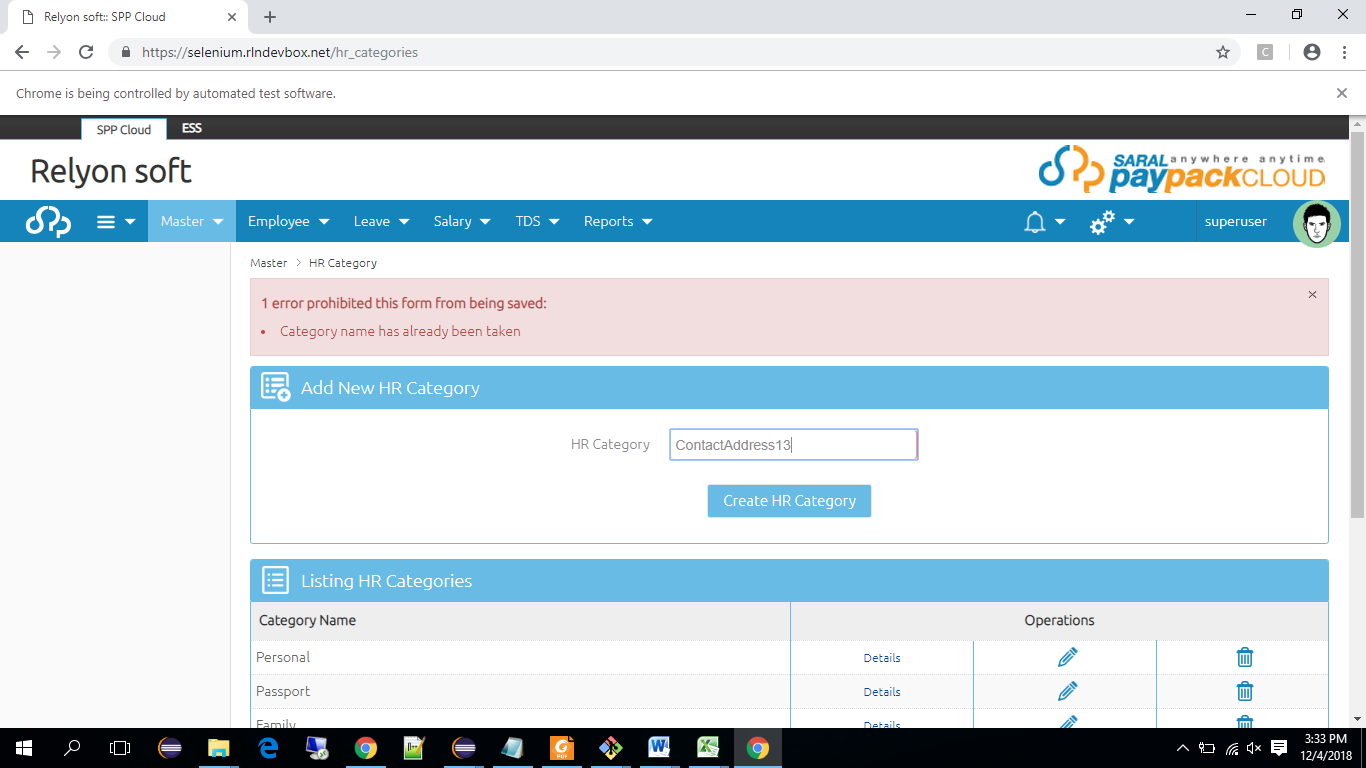 Relyon soft:: SPP Cloud
https://selenium.rlndevbox.net/hr_categories
C
Chrome is being controlled by automated test software.
SPP Cloud ESS
Relyon soft
SARAL anywhere anytime
paypackCLOUD
Master Employee Leave Salary TDS Reports superuser
Master > HR Category
1 error prohibited this form from being saved:
• Category name has already been taken
Add New HR Category
HR Category ContactAddress13
Create HR Category
Listing HR Categories
Category Name Operations
Personal Details
Passport Details
Family Details
3:33 PM
12/4/2018